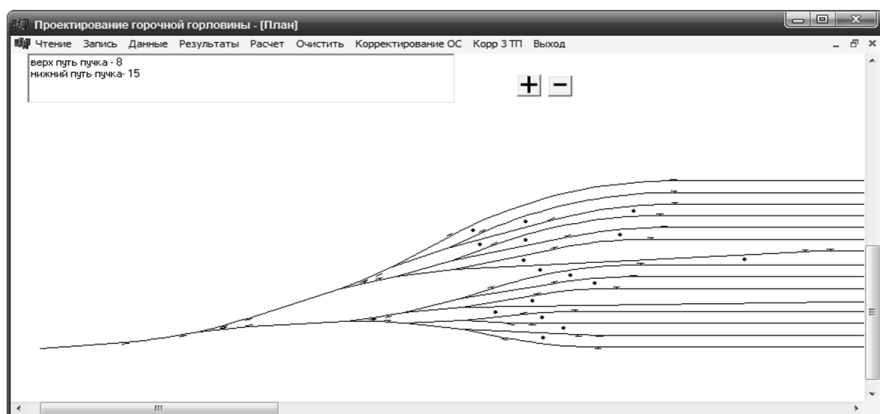 Проектирование горочной горловины - [План]
Чтение Запись Данные Результаты Расчет Очистить Корректирование ОС Корр 3 ТП Выход
верх путь пучка - 8
нижний путь пучка- 15